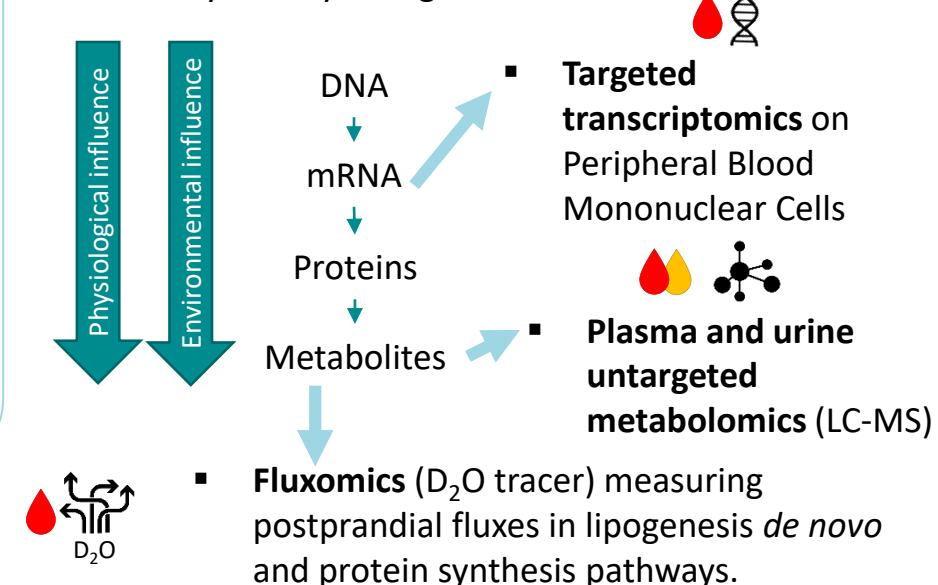 Physiological influence
Environmental influence
DNA
mRNA
Proteins
Metabolites
▪ Targeted
transcriptomics on
Peripheral Blood
Mononuclear Cells
▪ Plasma and urine
untargeted
metabolomics (LC-MS)
D₂O
▪ Fluxomics (D₂O tracer) measuring
postprandial fluxes in lipogenesis de novo
and protein synthesis pathways.